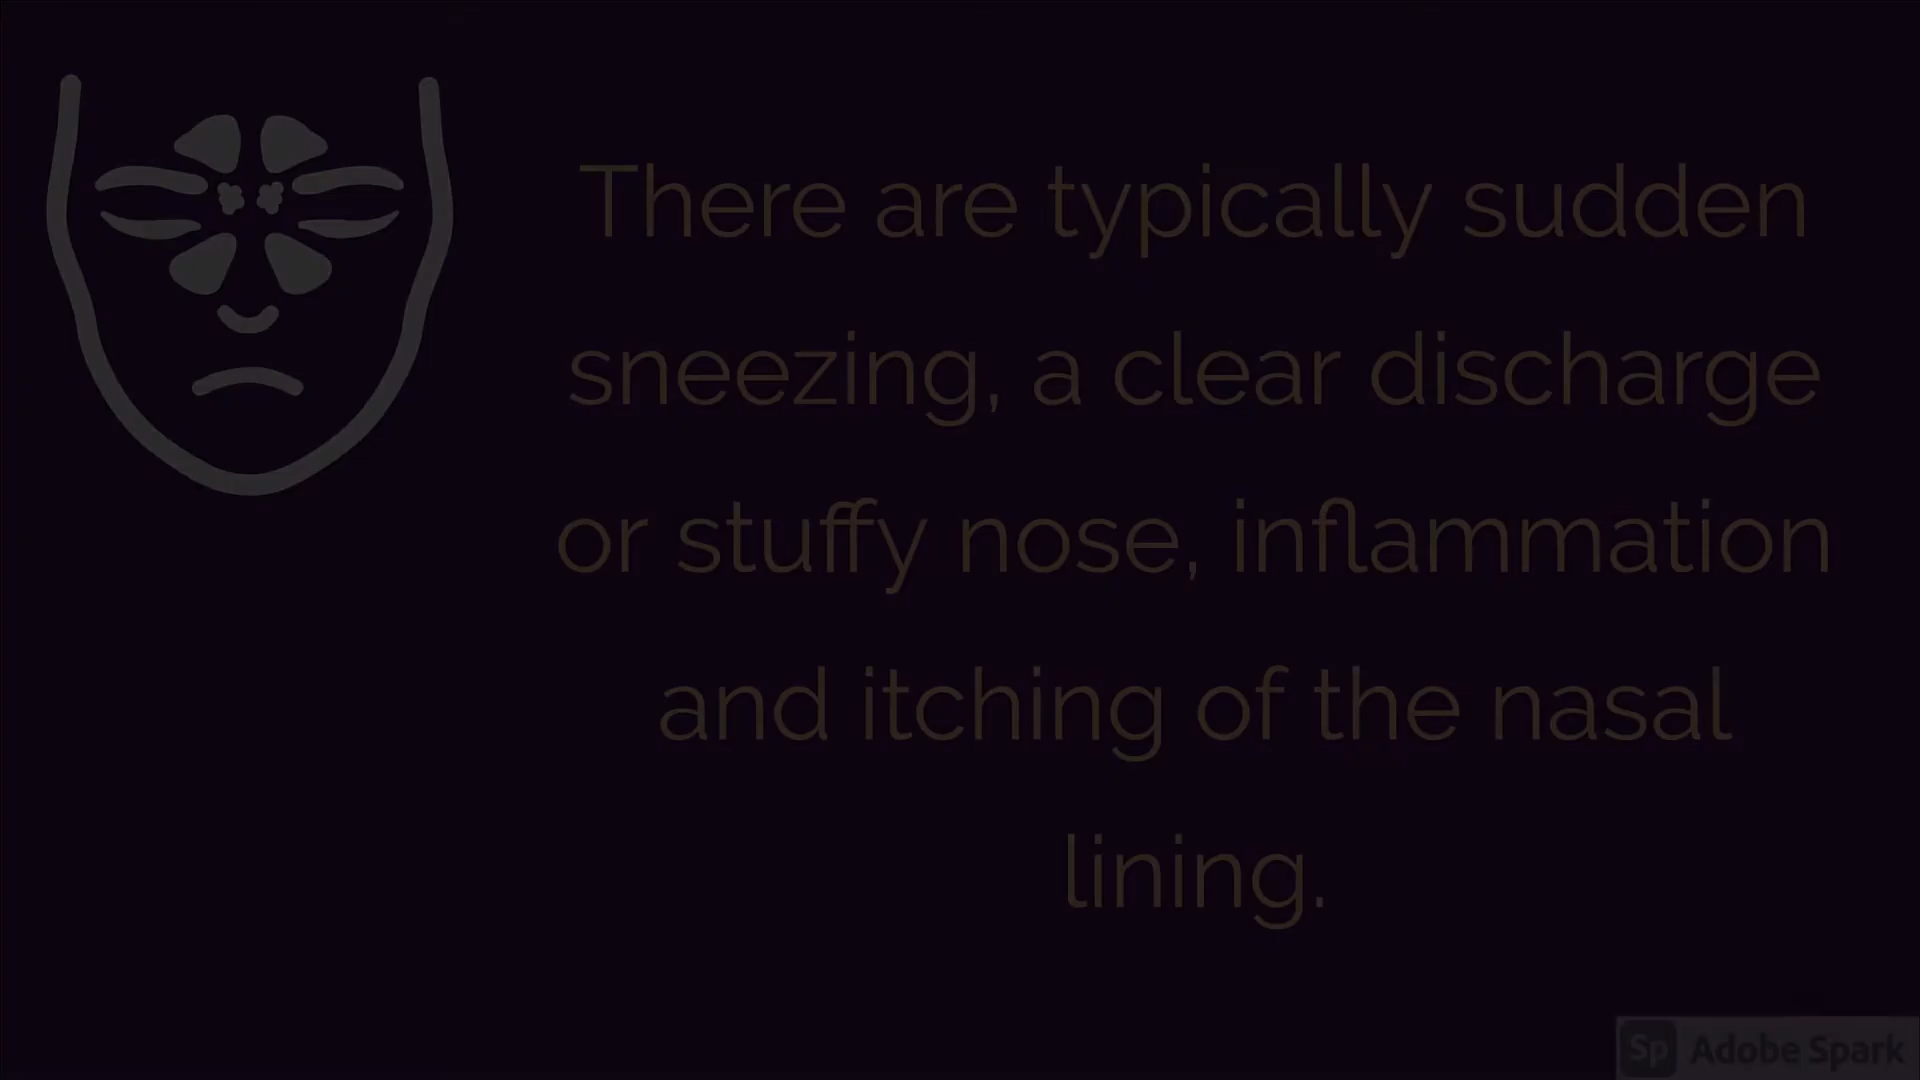 There are typically sudden
sneezing, a clear discharge
or stuffy nose, inflammation
and itching of the nasal
lining.
Sp Adobe Spark